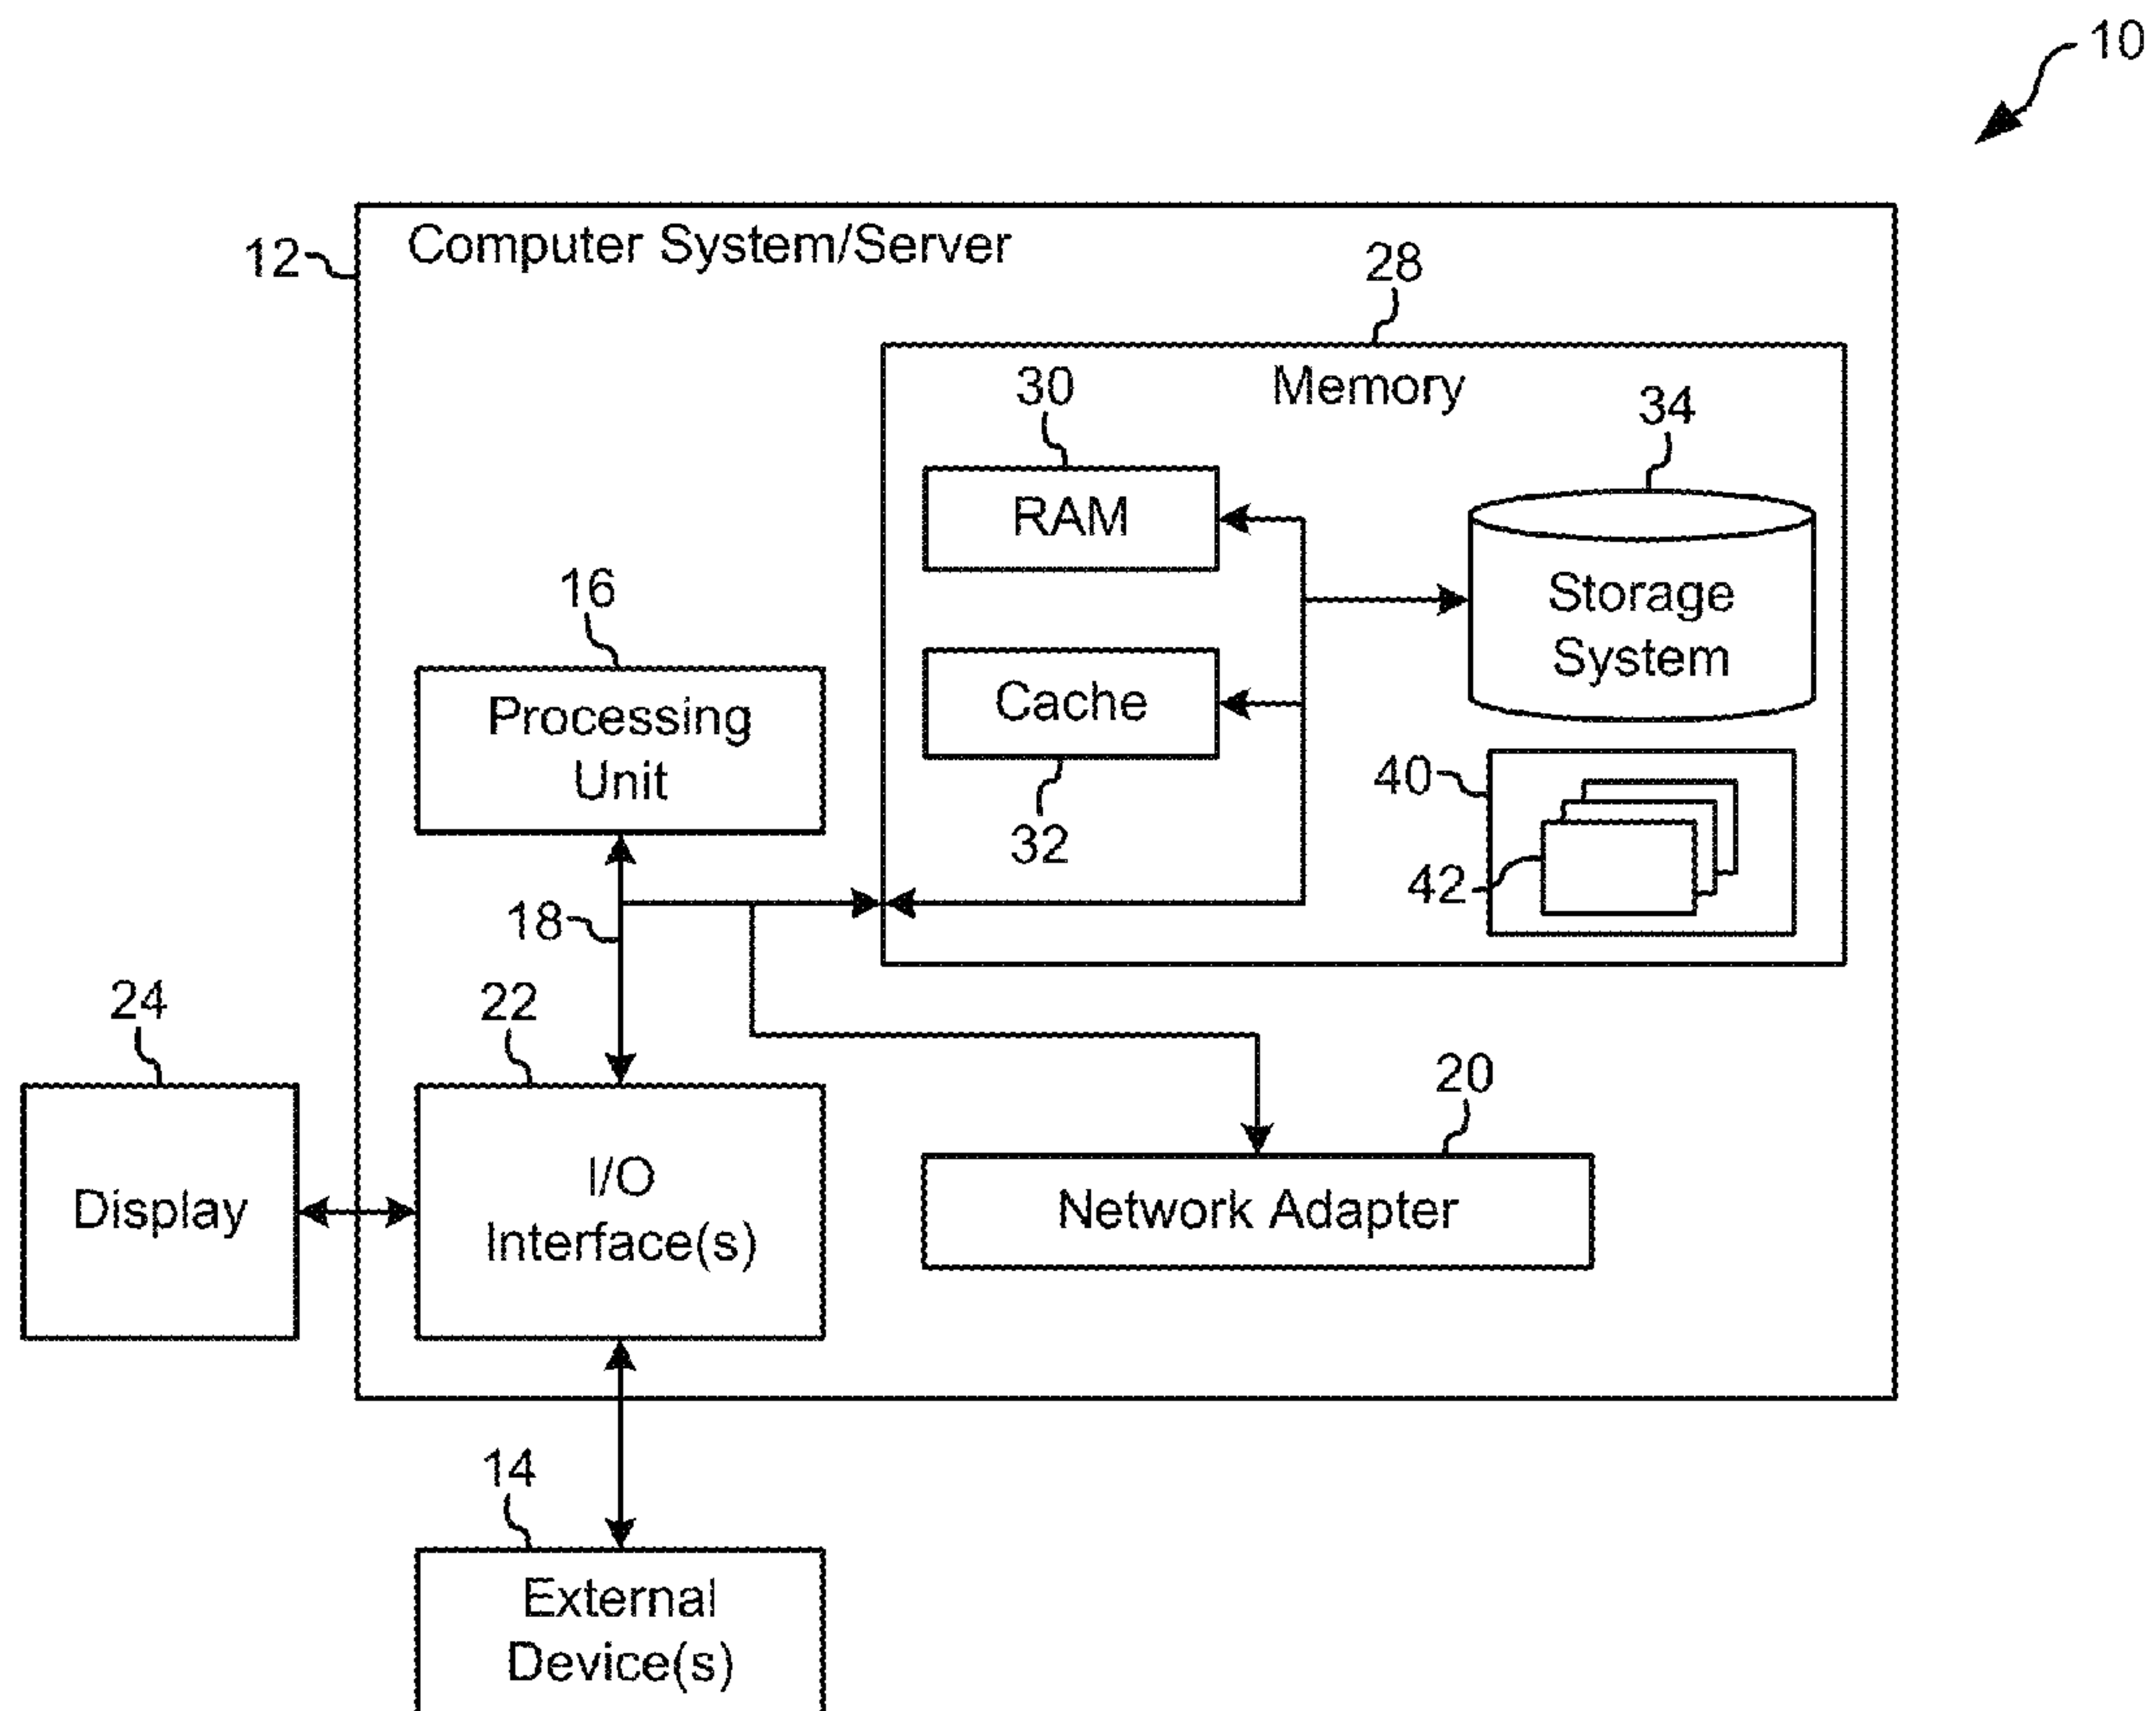 10
12
Computer System/Server
28
Memory
30
34
RAM
Storage
System
16
Processing
Unit
Cache
32
40
42
18
22
24
20
I/O
Interface(s)
Display
Network Adapter
14
External
Device(s)